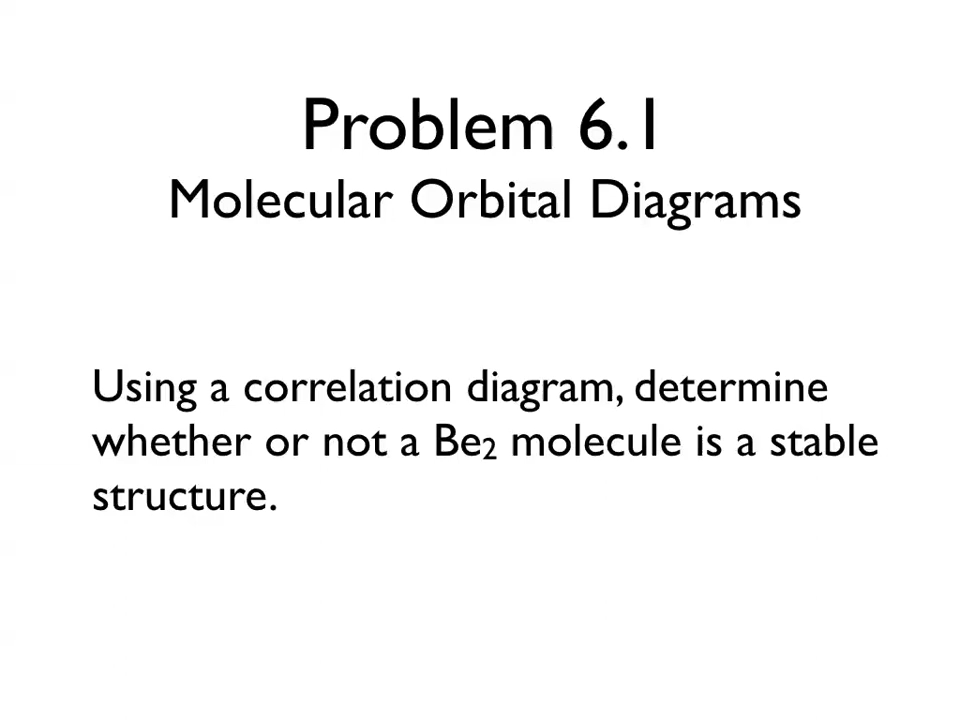 Problem 6.1
Molecular Orbital Diagrams
Using a correlation diagram, determine
whether or not a Be₂ molecule is a stable
structure.